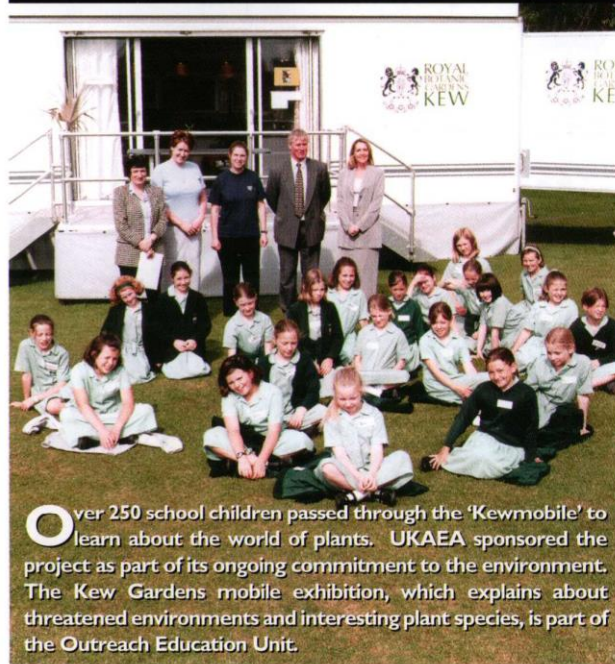 ROYAL
BOTANIC
GARDENS
KEW
KE
Over 250 school children passed through the ‘Kewmobile’ to
learn about the world of plants. UKAEA sponsored the
project as part of its ongoing commitment to the environment.
The Kew Gardens mobile exhibition, which explains about
threatened environments and interesting plant species, is part of
the Outreach Education Unit.